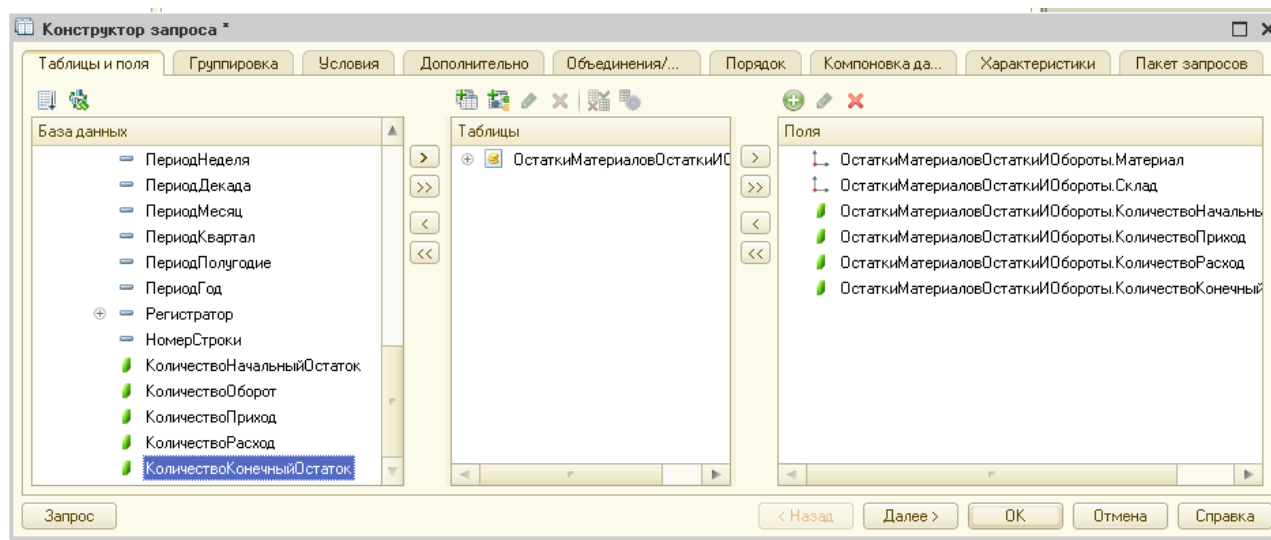 Конструктор запроса *
Таблицы и поля Группировка Условия Дополнительно Объединения/... Порядок Компоновка да... Характеристики Пакет запросов
База данных
ПериодНеделя
ПериодДекада
ПериодМесяц
ПериодКвартал
ПериодПолугодие
ПериодГод
Регистратор
НомерСтроки
КоличествоНачальныйОстаток
КоличествоОборот
КоличествоПриход
КоличествоРасход
КоличествоКонечныйОстаток
> >> < <<
Таблицы
ОстаткиМатериаловОстаткиИО
> >> < <<
Поля
ОстаткиМатериаловОстаткиИОбороты.Материал
ОстаткиМатериаловОстаткиИОбороты.Склад
ОстаткиМатериаловОстаткиИОбороты.КоличествоНачальны
ОстаткиМатериаловОстаткиИОбороты.КоличествоПриход
ОстаткиМатериаловОстаткиИОбороты.КоличествоРасход
ОстаткиМатериаловОстаткиИОбороты.КоличествоКонечный
Запрос < Назад Далее > OK Отмена Справка